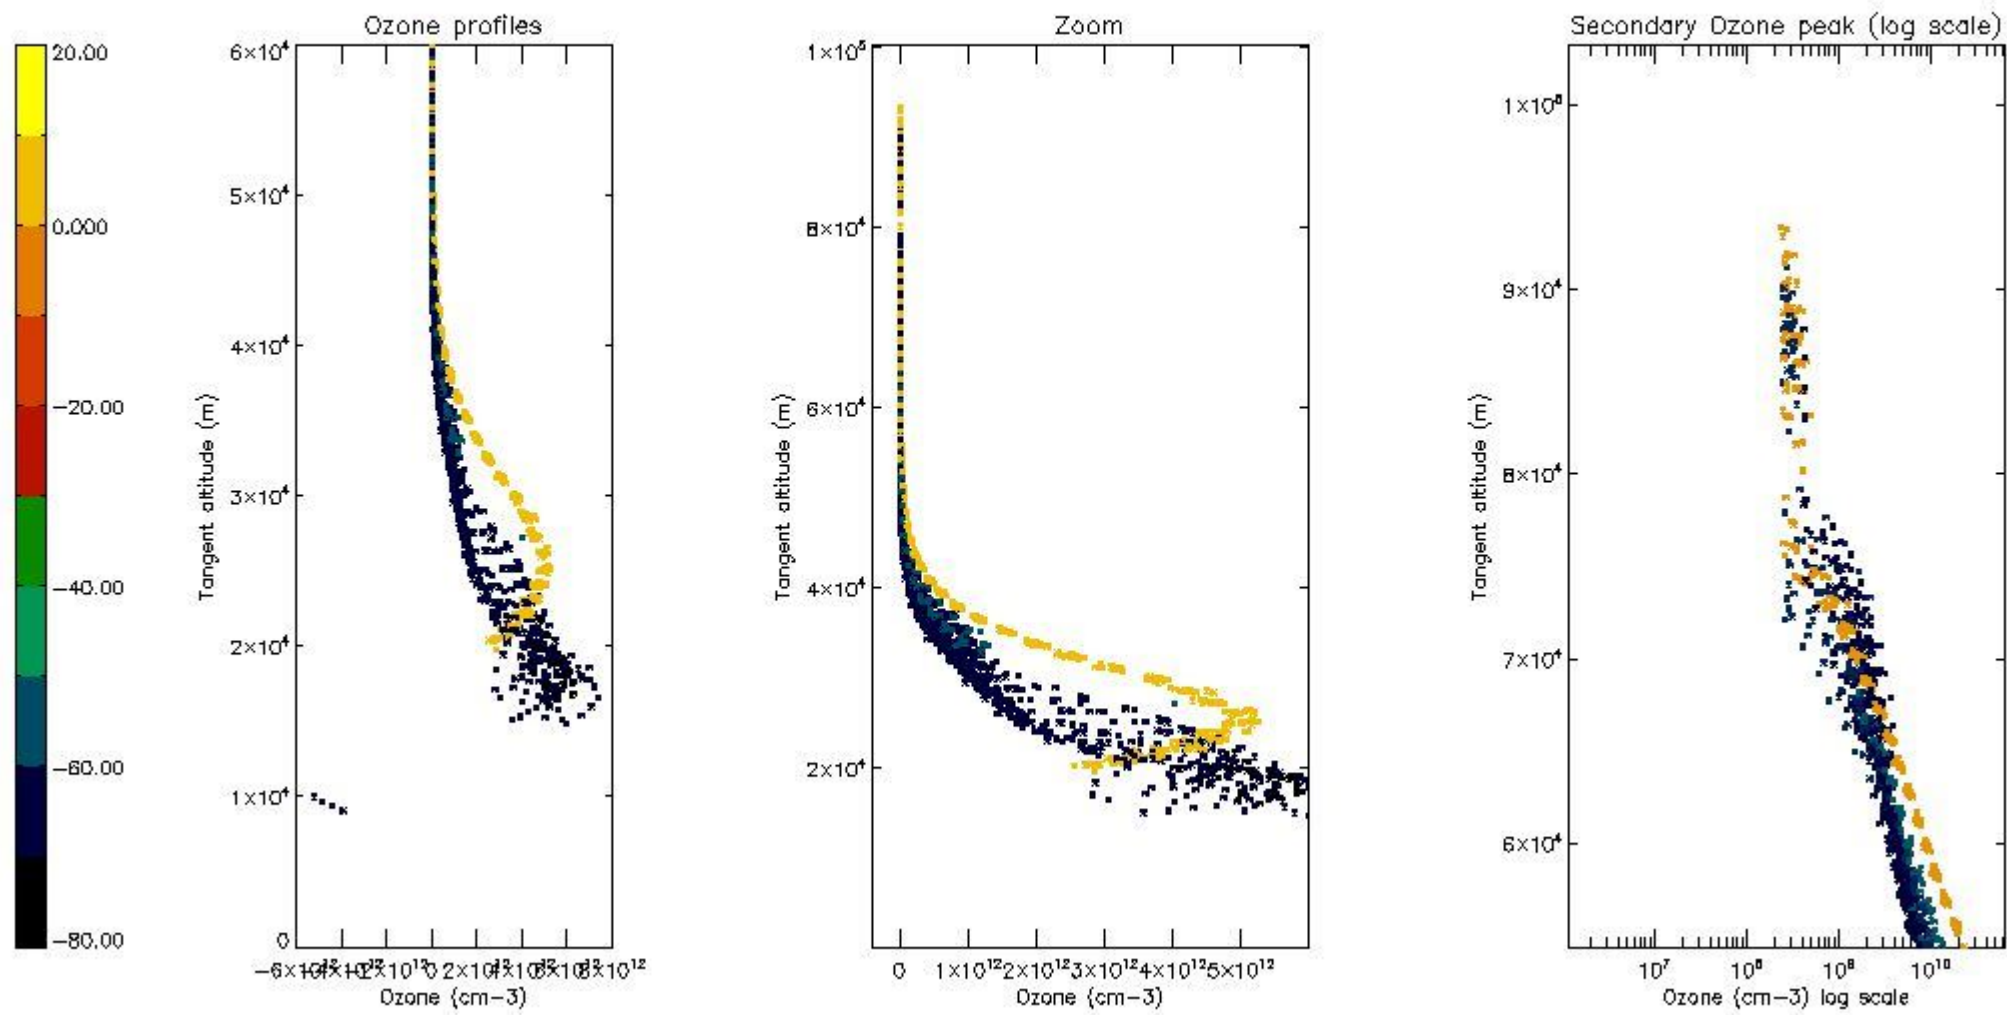 Ozone profiles
Zoom
Secondary Ozone peak (log scale)
20.00
0.000
−20.00
−40.00
−60.00
−80.00
6×10⁴
5×10⁴
4×10⁴
3×10⁴
2×10⁴
1×10⁴
0
Tangent altitude (m)
0
8×10¹²
Ozone (cm−3)
1×10⁵
8×10⁴
6×10⁴
4×10⁴
2×10⁴
Tangent altitude (m)
0 1×10¹² 2×10¹² 3×10¹² 4×10¹² 5×10¹²
Ozone (cm−3)
9×10⁴
8×10⁴
7×10⁴
6×10⁴
Tangent altitude (m)
10⁷ 10⁸ 10⁹ 10¹⁰
Ozone (cm−3) log scale